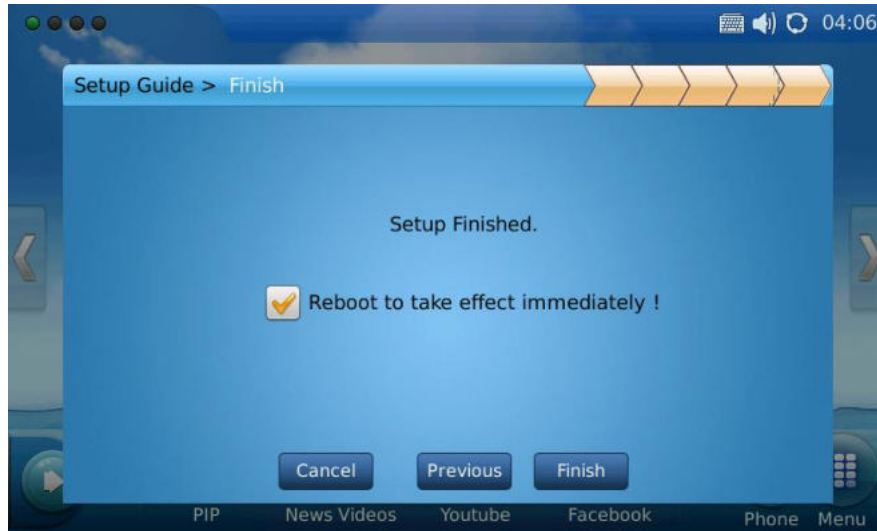 04:06
Setup Guide > Finish
Setup Finished.
Reboot to take effect immediately !
Cancel Previous Finish
PIP News Videos Youtube Facebook Phone Menu